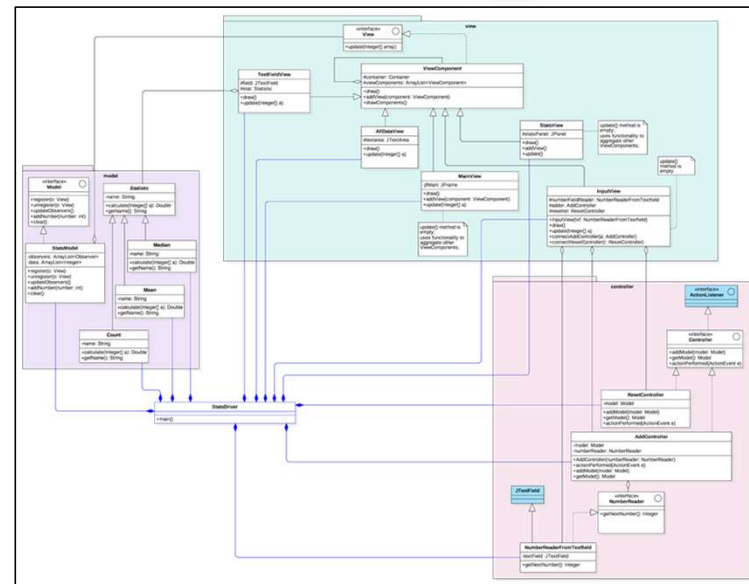 view
«interface»
View
+update(Integer[] array)
TextFieldView
#field: JTextField
#stat: Statistic
+draw()
+update(Integer[] a)
ViewComponent
#container: Container
#viewComponents: ArrayList<ViewComponent>
+draw()
+addView(component: ViewComponent)
+drawComponents()
AllDataView
#textarea: JTextArea
+draw()
+update(Integer[] a)
StatsView
#statsPanel: JPanel
+draw()
+addView()
+update()
update() method is
empty;
uses functionality to
aggregate other
ViewComponents;
MainView
-jfMain: JFrame
+draw()
+addView(component: ViewComponent)
+update(Integer[] a)
update() method is
empty;
uses functionality to
aggregate other
ViewComponents;
update()
method
is empty
InputView
#numberFieldReader: NumberReaderFromTextfield
#adder: AddController
#resetter: ResetController
+InputView(txf: NumberReaderFromTextfield)
+draw()
+update(Integer[] a)
+connect(AddController): AddController)
+connect(ResetController): ResetController)
model
«interface»
Model
+register(o: View)
+unregister(o: View)
+updateObservers()
+addNumber(number: int)
+clear()
Statistic
-name: String
+calculate(Integer[] a): Double
+getName(): String
StatsModel
-observers: ArrayList<Observer>
-data: ArrayList<Integer>
+register(o: View)
+unregister(o: View)
+updateObservers()
+addNumber(number: int)
+clear()
Median
-name: String
+calculate(Integer[] a): Double
+getName(): String
Mean
-name: String
+calculate(Integer[] a): Double
+getName(): String
Count
-name: String
+calculate(Integer[] a): Double
+getName(): String
StatsDriver
+main()
controller
«interface»
ActionListener
«interface»
Controller
+addModel(model: Model)
+getModel(): Model
+actionPerformed(ActionEvent e)
ResetController
-model: Model
+addModel(model: Model)
+getModel(): Model
+actionPerformed(ActionEvent e)
AddController
-model: Model
-numberReader: NumberReader
+AddController(numberReader: NumberReader)
+actionPerformed(ActionEvent e)
+addModel(model: Model)
+getModel(): Model
JTextField
«interface»
NumberReader
+getNextNumber(): Integer
NumberReaderFromTextfield
-textField: JTextField
+getNextNumber(): Integer